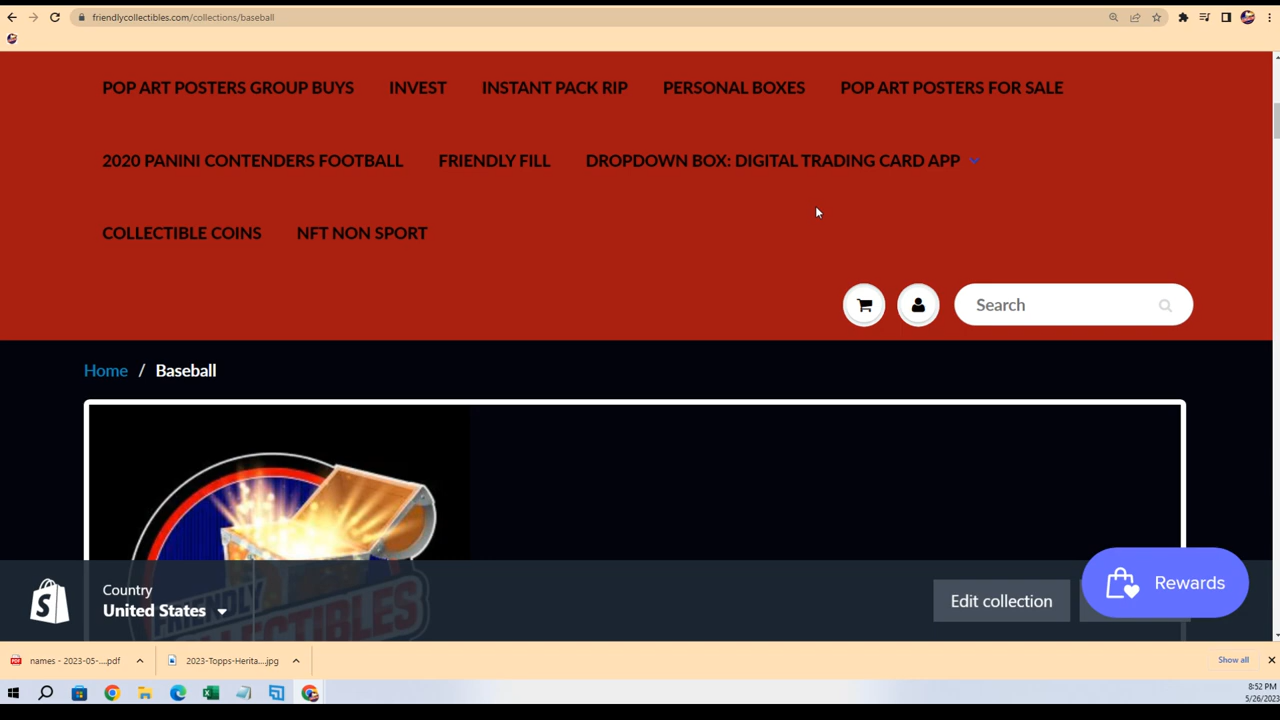 friendlycollectibles.com/collections/baseball
POP ART POSTERS GROUP BUYS INVEST INSTANT PACK RIP PERSONAL BOXES POP ART POSTERS FOR SALE
2020 PANINI CONTENDERS FOOTBALL FRIENDLY FILL DROPDOWN BOX: DIGITAL TRADING CARD APP
COLLECTIBLE COINS NFT NON SPORT
Search
Home / Baseball
FRIENDLY
COLLECTIBLES
Country
United States
Edit collection
Rewards
names - 2023-05-....pdf
2023-Topps-Herita....jpg
Show all
8:52 PM
5/26/2023